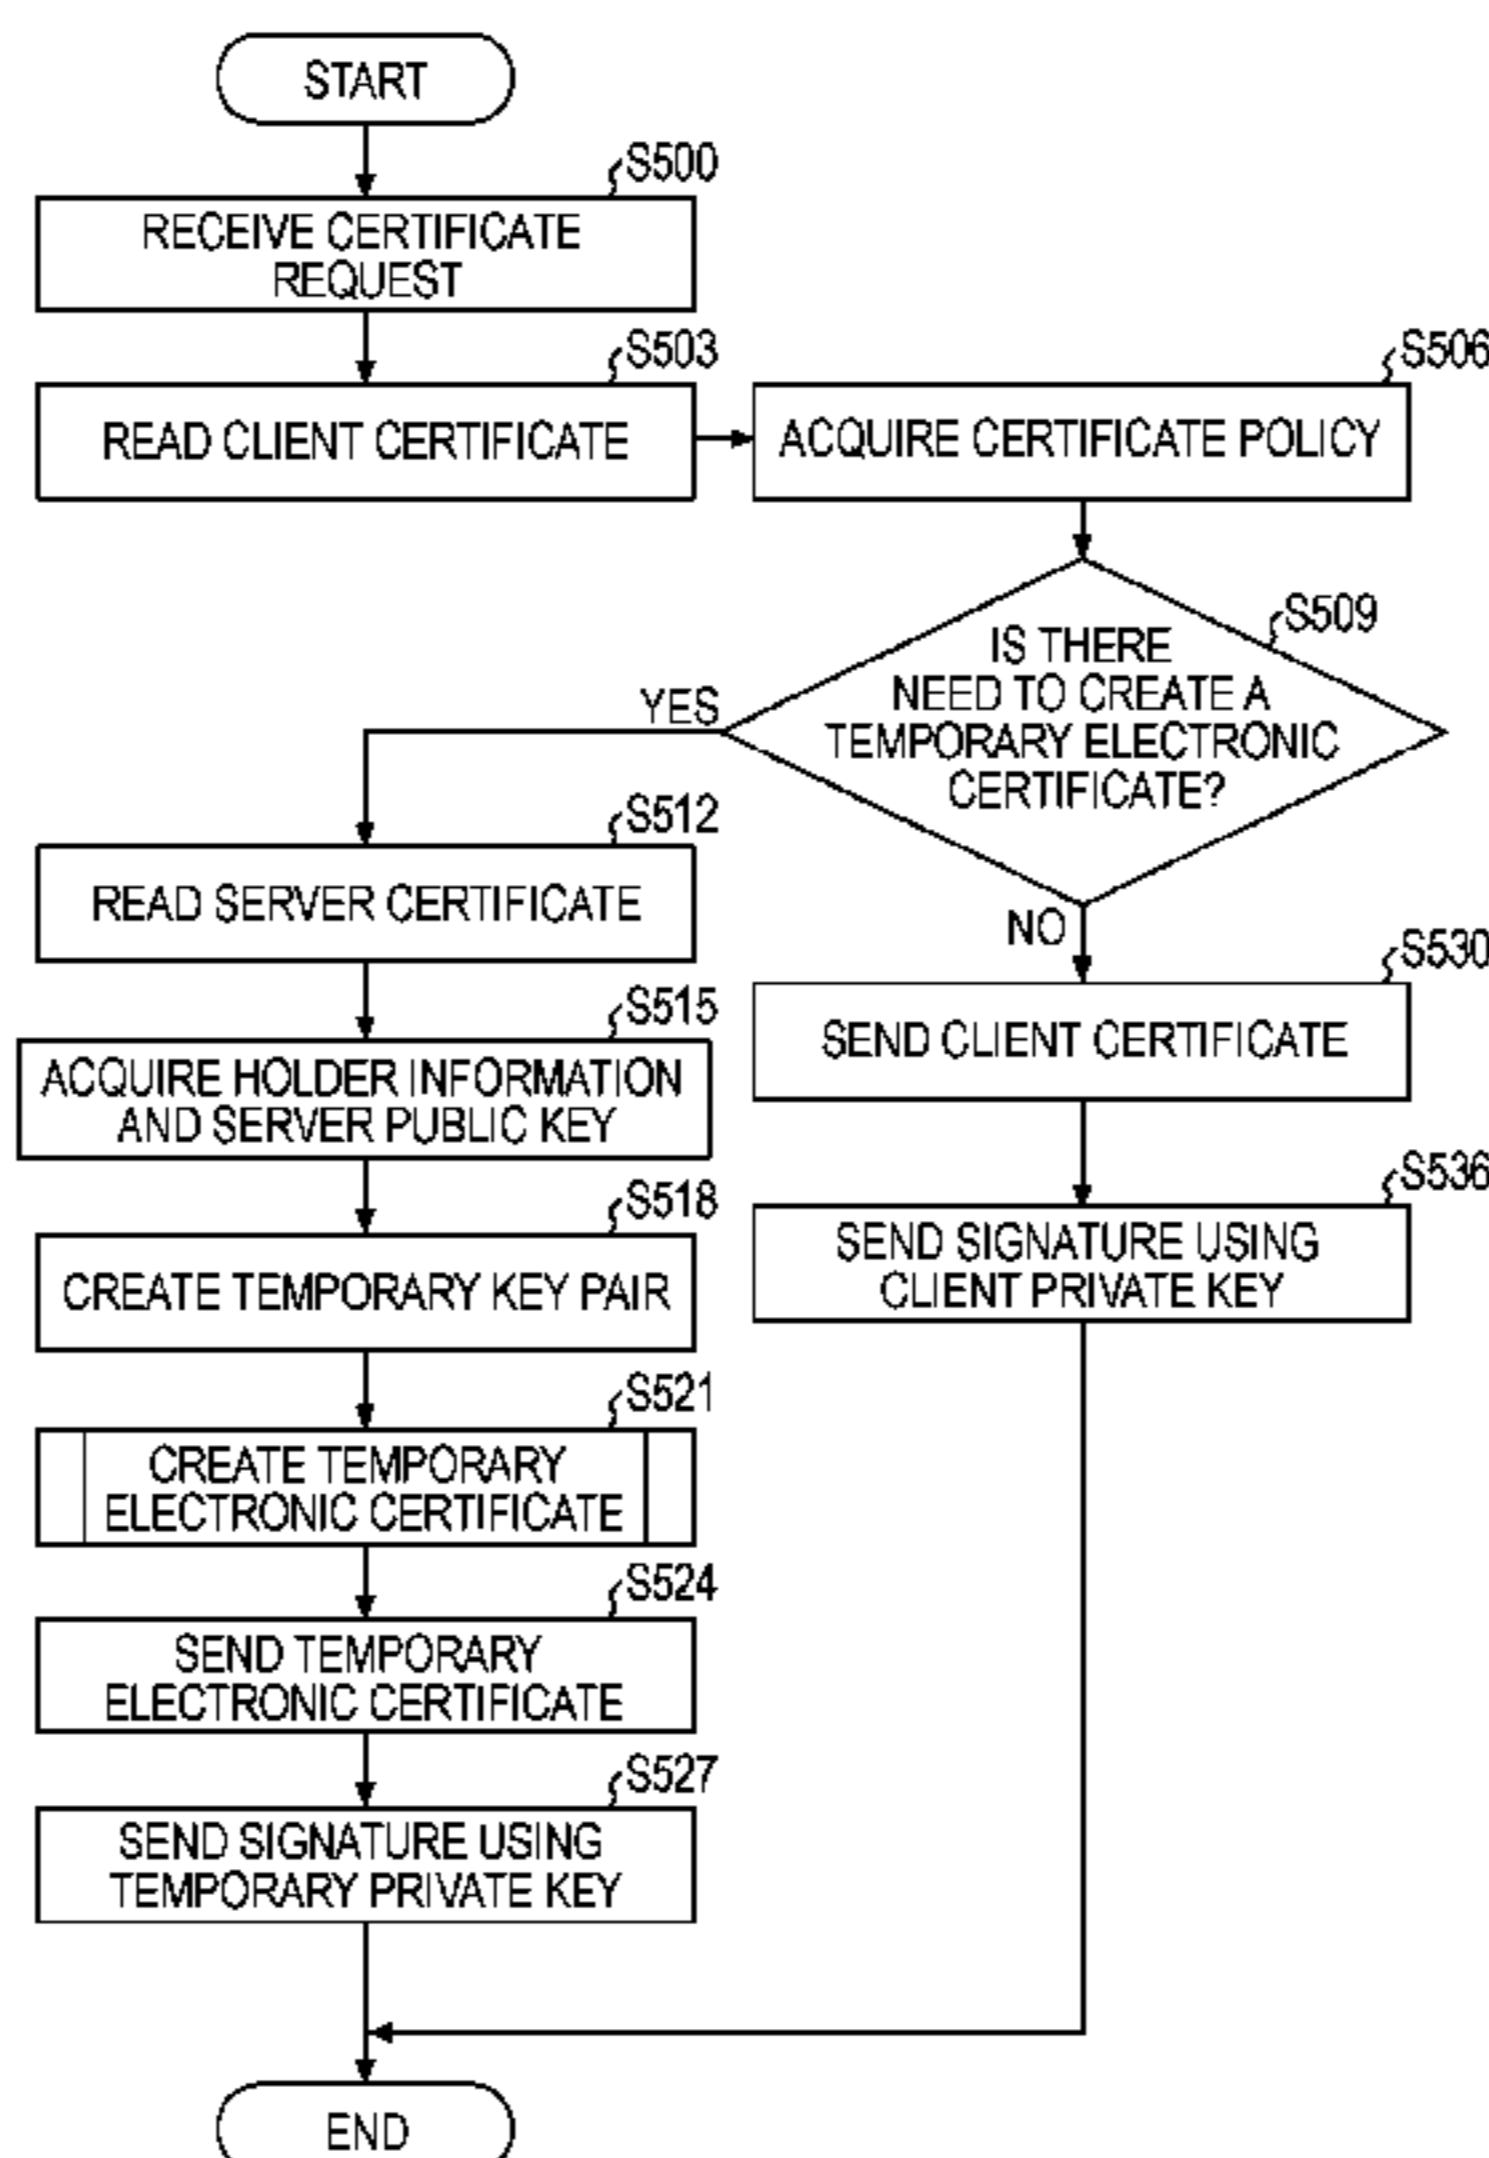 START
S500
RECEIVE CERTIFICATE
REQUEST
S503
READ CLIENT CERTIFICATE
S506
ACQUIRE CERTIFICATE POLICY
S509
IS THERE
NEED TO CREATE A
TEMPORARY ELECTRONIC
CERTIFICATE?
YES
S512
READ SERVER CERTIFICATE
S515
ACQUIRE HOLDER INFORMATION
AND SERVER PUBLIC KEY
S518
CREATE TEMPORARY KEY PAIR
S521
CREATE TEMPORARY
ELECTRONIC CERTIFICATE
S524
SEND TEMPORARY
ELECTRONIC CERTIFICATE
S527
SEND SIGNATURE USING
TEMPORARY PRIVATE KEY
NO
S530
SEND CLIENT CERTIFICATE
S536
SEND SIGNATURE USING
CLIENT PRIVATE KEY
END